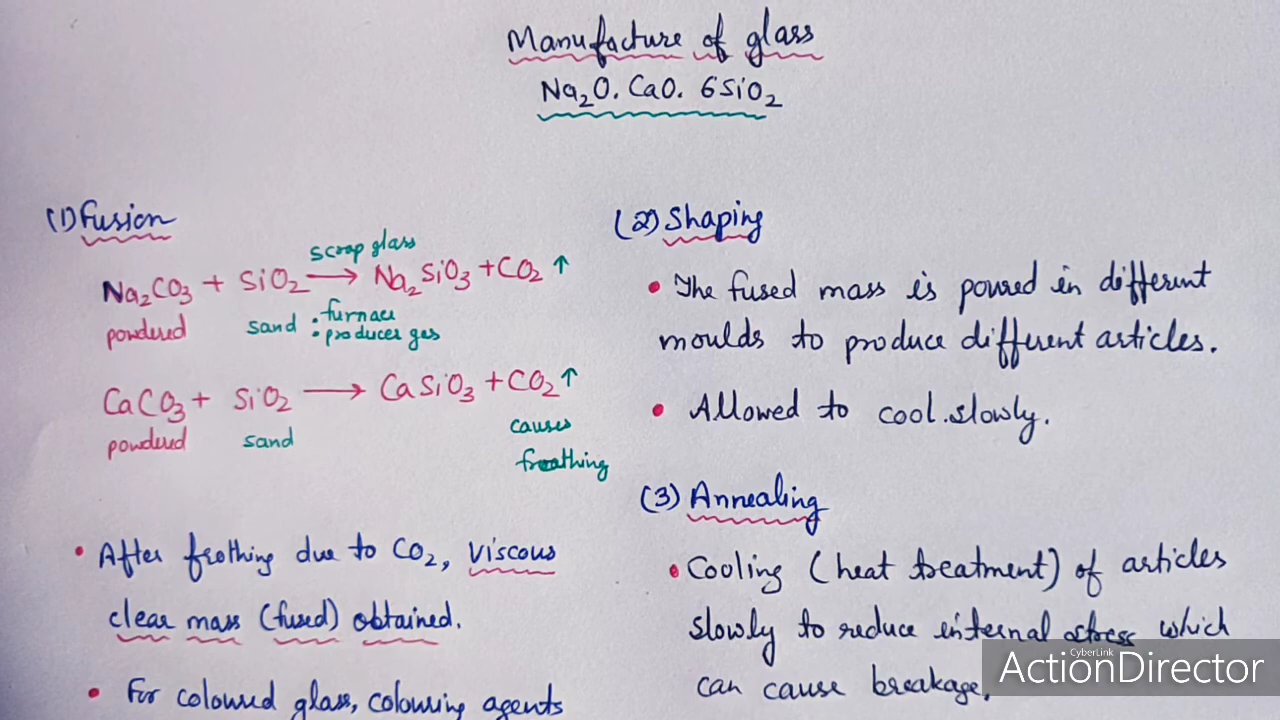 Manufacture of glass
Na₂O. CaO. 6SiO₂
(1) Fusion
scrap glass
Na₂CO₃ + SiO₂ → Na₂SiO₃ + CO₂ ↑
powdered sand : furnace
: producer gas
CaCO₃ + SiO₂ → CaSiO₃ + CO₂ ↑
powdered sand causes
froathing
• After frothing due to CO₂, viscous
clear mass (fused) obtained.
• For coloured glass, colouring agents
(2) Shaping
• The fused mass is poured in different
moulds to produce different articles.
• Allowed to cool.slowly.
(3) Annealing
• Cooling (heat treatment) of articles
slowly to reduce internal stress which
can cause breakage.
CyberLink
ActionDirector